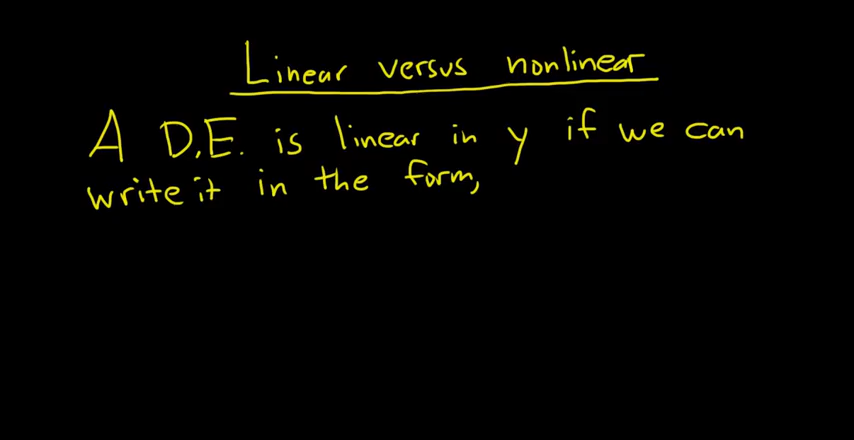 Linear versus nonlinear
A D.E. is linear in y if we can
write it in the form,